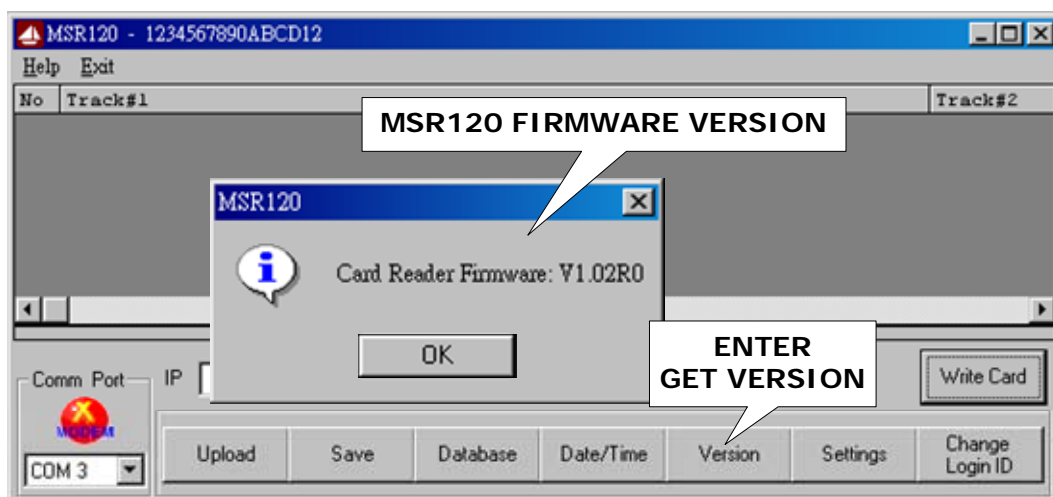 MSR120 - 1234567890ABCD12
Help Exit
No Track#1 Track#2
MSR120 FIRMWARE VERSION
MSR120
Card Reader Firmware: V1.02R0
OK
ENTER
GET VERSION
Comm Port
IP
Write Card
MODEM
COM 3
Upload
Save
Database
Date/Time
Version
Settings
Change
Login ID